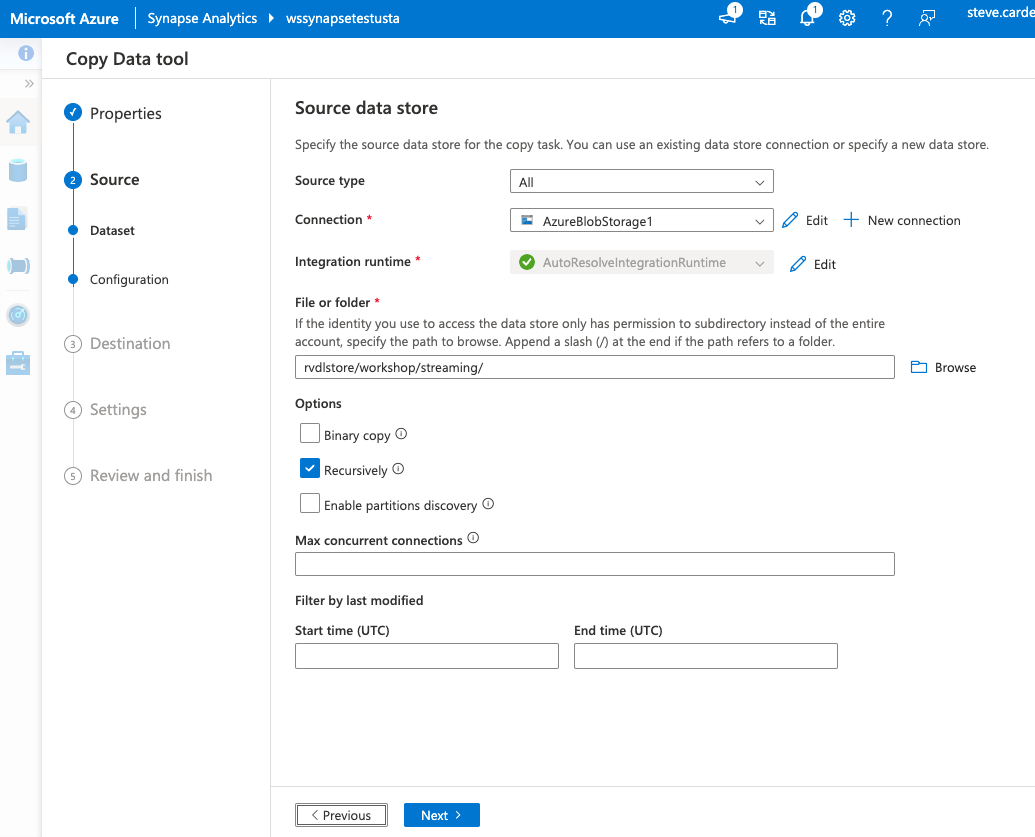 Microsoft Azure Synapse Analytics wssynapsetestusta 1 1 steve.carde
Copy Data tool
Properties
2 Source
Dataset
Configuration
3 Destination
4 Settings
5 Review and finish
Source data store
Specify the source data store for the copy task. You can use an existing data store connection or specify a new data store.
Source type All
Connection * AzureBlobStorage1 Edit New connection
Integration runtime * AutoResolveIntegrationRuntime Edit
File or folder *
If the identity you use to access the data store only has permission to subdirectory instead of the entire
account, specify the path to browse. Append a slash (/) at the end if the path refers to a folder.
rvdlstore/workshop/streaming/ Browse
Options
Binary copy
Recursively
Enable partitions discovery
Max concurrent connections
Filter by last modified
Start time (UTC) End time (UTC)
< Previous Next >